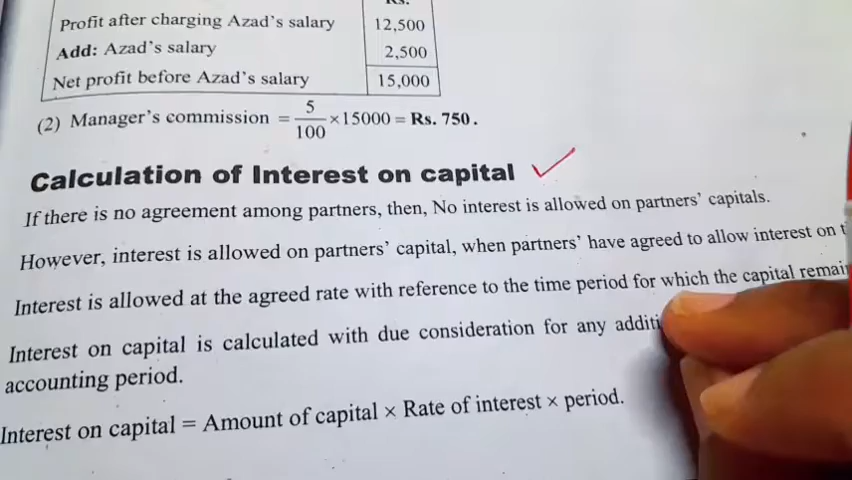 Rs.
Profit after charging Azad's salary 12,500
Add: Azad's salary 2,500
Net profit before Azad's salary 15,000
(2) Manager's commission = 5/100 ×15000 = Rs. 750.
Calculation of Interest on capital
If there is no agreement among partners, then, No interest is allowed on partners' capitals.
However, interest is allowed on partners' capital, when partners' have agreed to allow interest on
Interest is allowed at the agreed rate with reference to the time period for which the capital
Interest on capital is calculated with due consideration for any
accounting period.
Interest on capital = Amount of capital × Rate of interest × period.